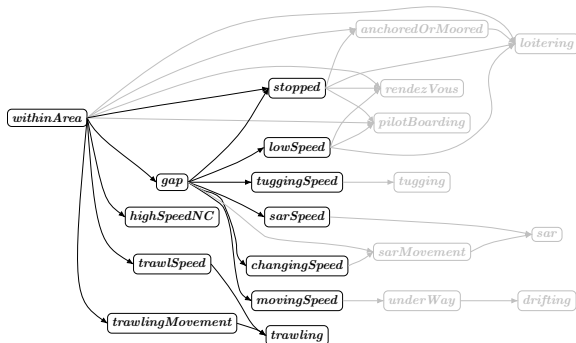 anchoredOrMoored
loitering
stopped
rendezVous
withinArea
pilotBoarding
lowSpeed
gap
tuggingSpeed
tugging
highSpeedNC
sarSpeed
sar
sarMovement
trawlSpeed
changingSpeed
movingSpeed
underWay
drifting
trawlingMovement
trawling